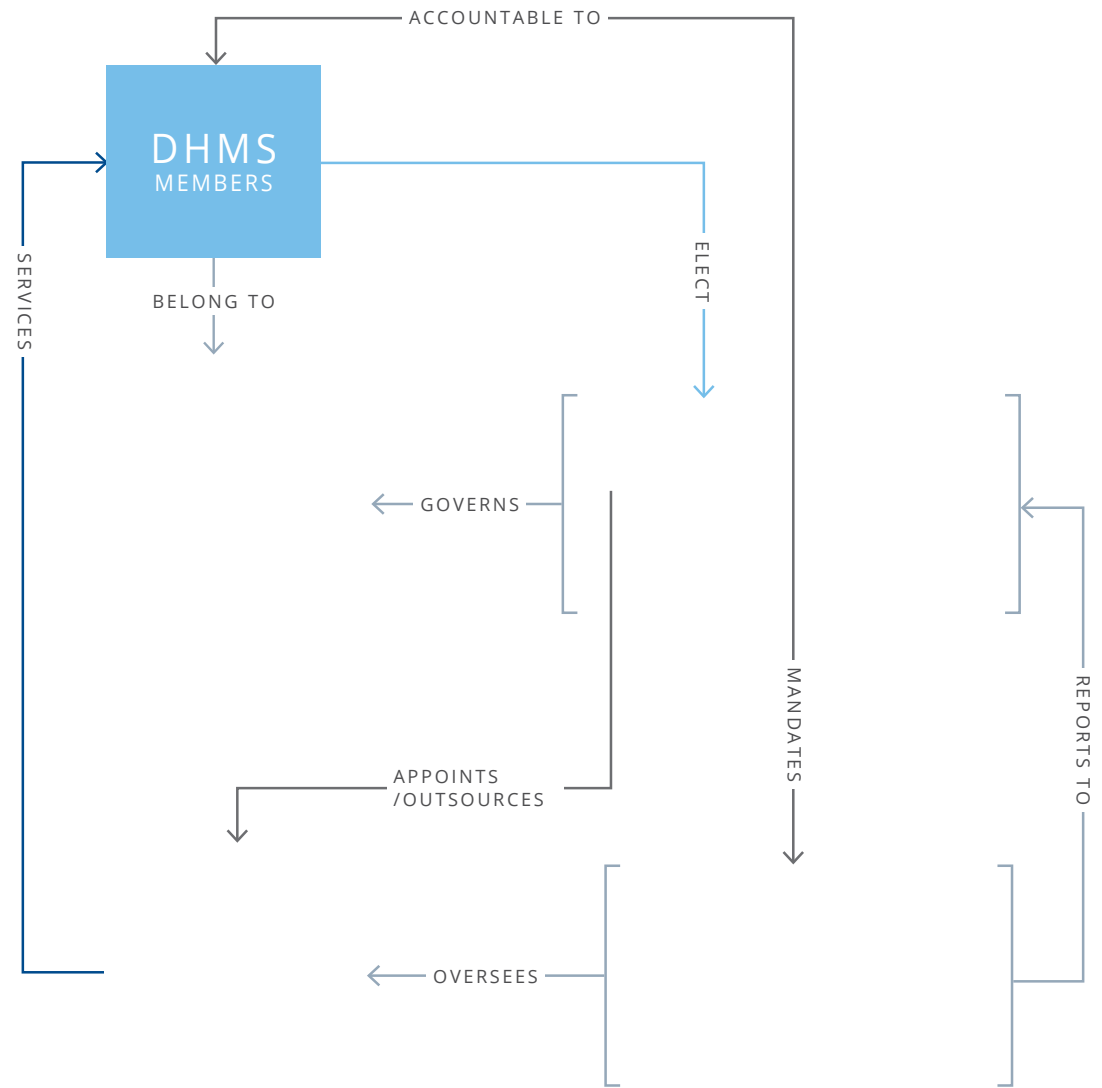 ACCOUNTABLE TO
DHMS
MEMBERS
ELECT
SERVICES
BELONG TO
GOVERNS
MANDATES
REPORTS TO
APPOINTS
/OUTSOURCES
OVERSEES